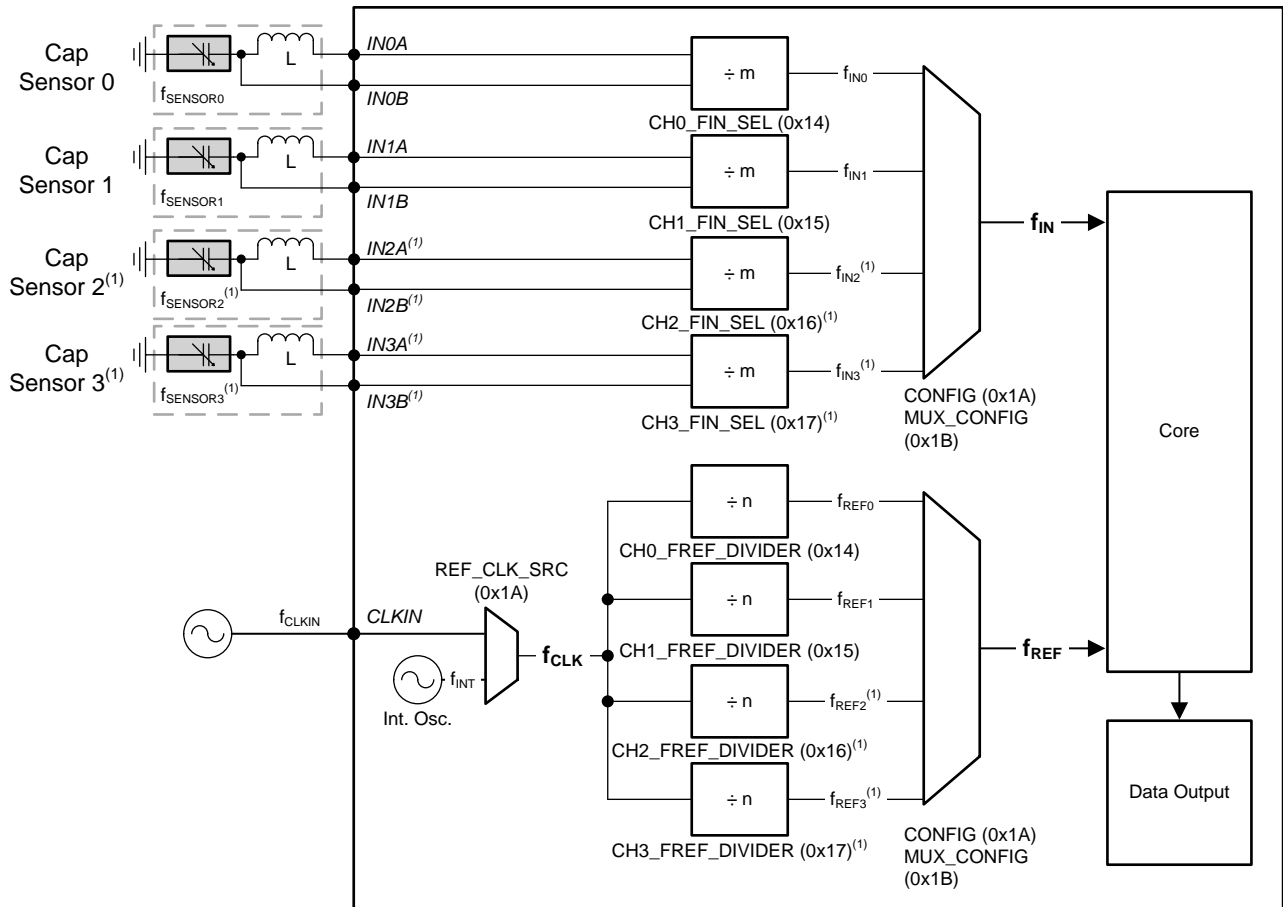 Cap
Sensor 0
L
fSENSOR0
IN0A
IN0B
÷ m
fIN0
CH0_FIN_SEL (0x14)
Cap
Sensor 1
L
fSENSOR1
IN1A
IN1B
÷ m
fIN1
CH1_FIN_SEL (0x15)
Cap
Sensor 2(1)
L
fSENSOR2(1)
IN2A(1)
IN2B(1)
÷ m
fIN2(1)
CH2_FIN_SEL (0x16)(1)
Cap
Sensor 3(1)
L
fSENSOR3(1)
IN3A(1)
IN3B(1)
÷ m
fIN3(1)
CH3_FIN_SEL (0x17)(1)
CONFIG (0x1A)
MUX_CONFIG
(0x1B)
fIN
Core
÷ n
fREF0
CH0_FREF_DIVIDER (0x14)
÷ n
fREF1
CH1_FREF_DIVIDER (0x15)
÷ n
fREF2(1)
CH2_FREF_DIVIDER (0x16)(1)
÷ n
fREF3(1)
CH3_FREF_DIVIDER (0x17)(1)
REF_CLK_SRC
(0x1A)
fCLKIN
CLKIN
fINT
Int. Osc.
fCLK
fREF
CONFIG (0x1A)
MUX_CONFIG
(0x1B)
Data Output